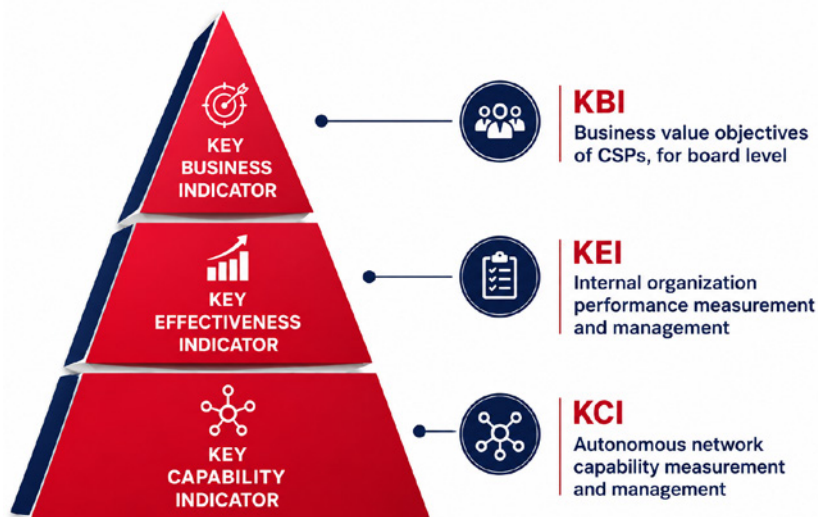 KEY
BUSINESS
INDICATOR
KBI
Business value objectives
of CSPs, for board level
KEY
EFFECTIVENESS
INDICATOR
KEI
Internal organization
performance measurement
and management
KEY
CAPABILITY
INDICATOR
KCI
Autonomous network
capability measurement
and management